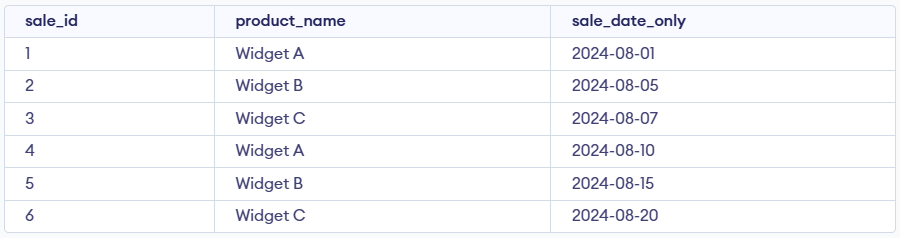 sale_id product_name sale_date_only
1 Widget A 2024-08-01
2 Widget B 2024-08-05
3 Widget C 2024-08-07
4 Widget A 2024-08-10
5 Widget B 2024-08-15
6 Widget C 2024-08-20